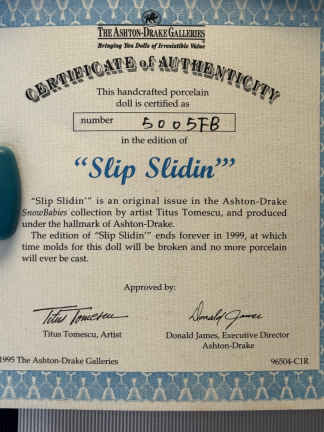 THE ASHTON-DRAKE GALLERIES
Bringing You Dolls of Irresistible Value
CERTIFICATE of AUTHENTICITY
This handcrafted porcelain
doll is certified as
number 5005FB
in the edition of
“Slip Slidin’”
“Slip Slidin’” is an original issue in the Ashton-Drake
SnowBabies collection by artist Titus Tomescu, and produced
under the hallmark of Ashton-Drake.
The edition of “Slip Slidin’” ends forever in 1999, at which
time molds for this doll will be broken and no more porcelain
will ever be cast.
Approved by:
Titus Tomescu Donald James
Titus Tomescu, Artist Donald James, Executive Director
Ashton-Drake
1995 The Ashton-Drake Galleries 96504-C1R